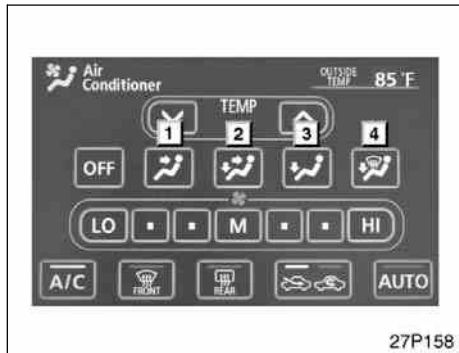 Air
Conditioner
OUTSIDE
TEMP
85°F
TEMP
1 2 3 4
OFF
LO M HI
A/C FRONT REAR AUTO
27P158